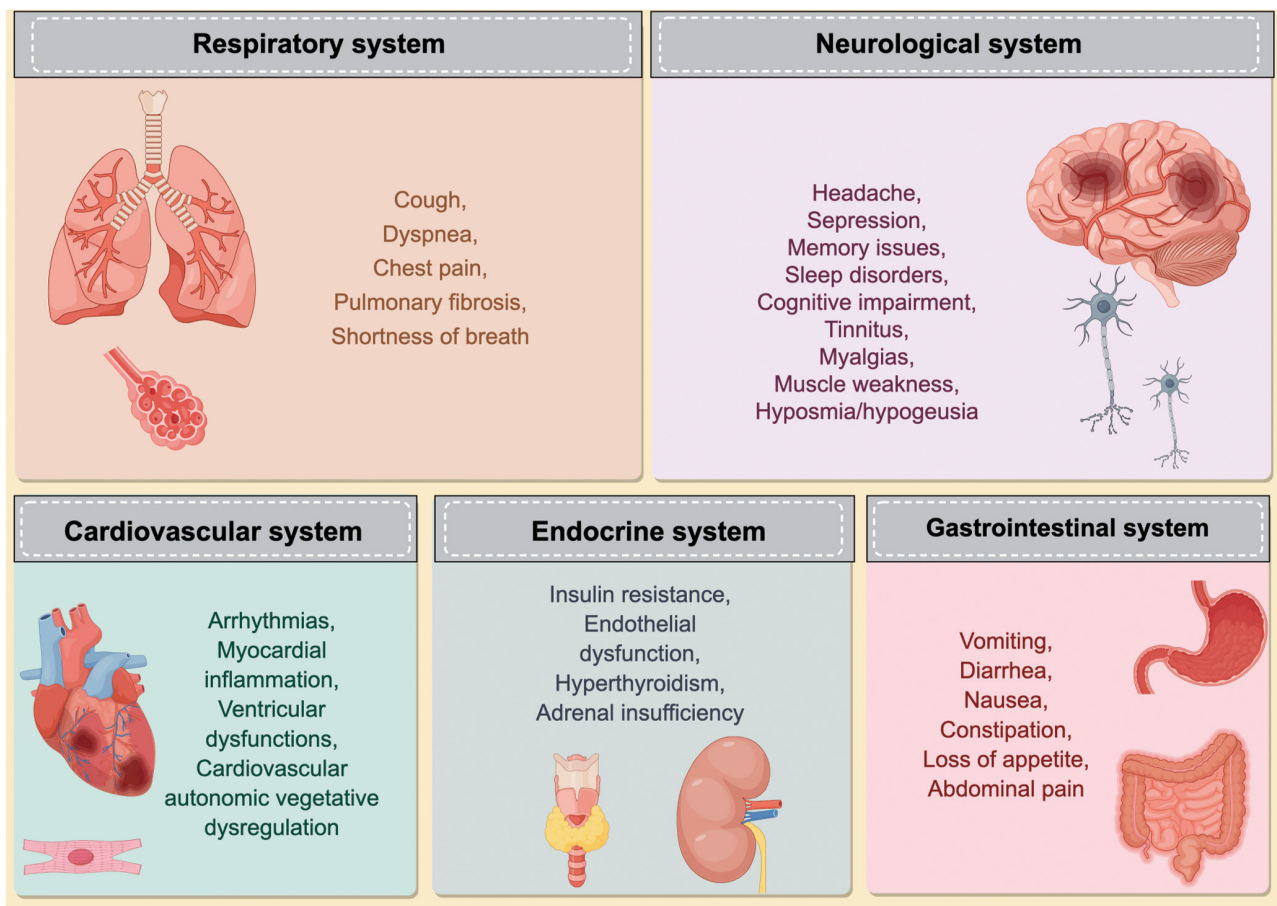 Respiratory system
Cough,
Dyspnea,
Chest pain,
Pulmonary fibrosis,
Shortness of breath
Neurological system
Headache,
Sepression,
Memory issues,
Sleep disorders,
Cognitive impairment,
Tinnitus,
Myalgias,
Muscle weakness,
Hyposmia/hypogeusia
Cardiovascular system
Arrhythmias,
Myocardial
inflammation,
Ventricular
dysfunctions,
Cardiovascular
autonomic vegetative
dysregulation
Endocrine system
Insulin resistance,
Endothelial
dysfunction,
Hyperthyroidism,
Adrenal insufficiency
Gastrointestinal system
Vomiting,
Diarrhea,
Nausea,
Constipation,
Loss of appetite,
Abdominal pain